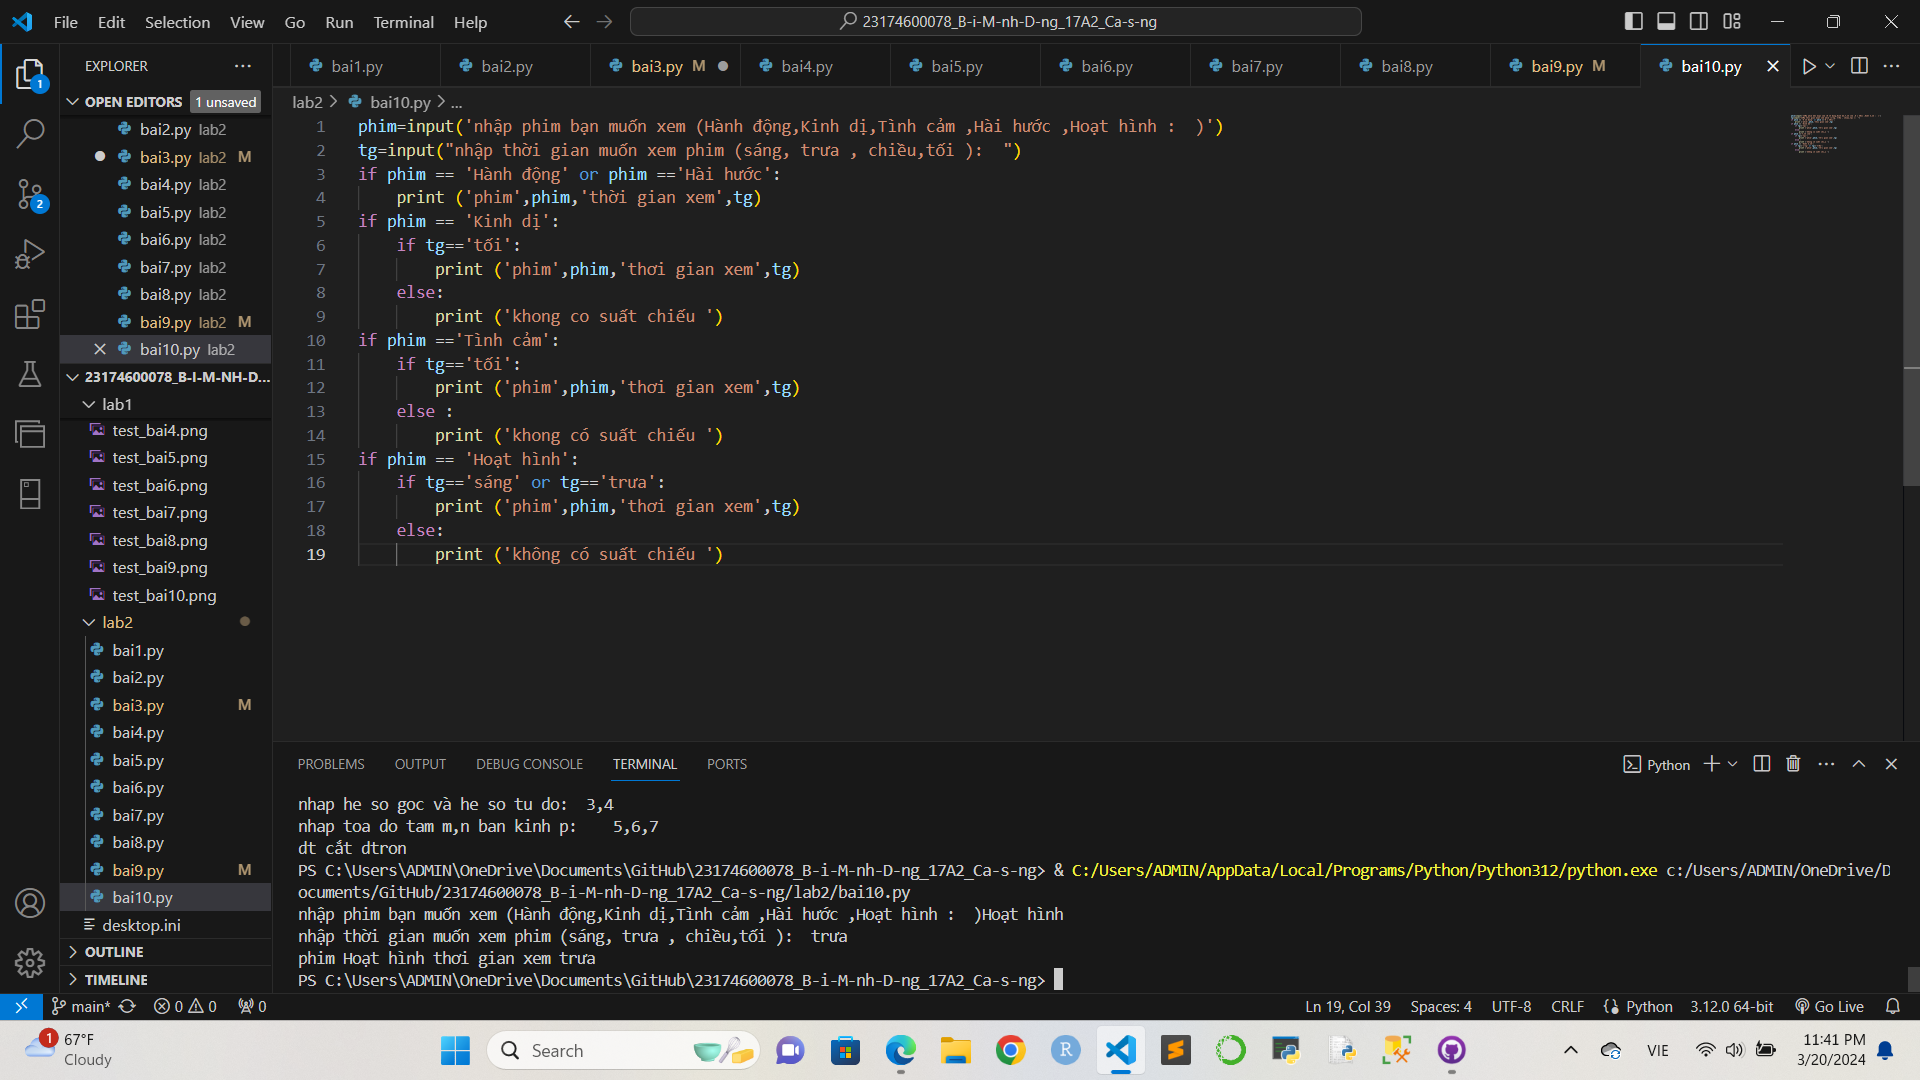 File Edit Selection View Go Run Terminal Help
23174600078_B-i-M-nh-D-ng_17A2_Ca-s-ng
EXPLORER
bai1.py bai2.py bai3.py M bai4.py bai5.py bai6.py bai7.py bai8.py bai9.py M bai10.py
OPEN EDITORS 1 unsaved
bai2.py lab2
bai3.py lab2 M
bai4.py lab2
bai5.py lab2
bai6.py lab2
bai7.py lab2
bai8.py lab2
bai9.py lab2 M
bai10.py lab2
23174600078_B-I-M-NH-D...
lab1
test_bai4.png
test_bai5.png
test_bai6.png
test_bai7.png
test_bai8.png
test_bai9.png
test_bai10.png
lab2
bai1.py
bai2.py
bai3.py M
bai4.py
bai5.py
bai6.py
bai7.py
bai8.py
bai9.py M
bai10.py
desktop.ini
OUTLINE
TIMELINE
1
2
lab2 > bai10.py > ...
1 phim=input('nhập phim bạn muốn xem (Hành động,Kinh dị,Tình cảm ,Hài hước ,Hoạt hình :  )')
2 tg=input("nhập thời gian muốn xem phim (sáng, trưa , chiều,tối ):  ")
3 if phim == 'Hành động' or phim =='Hài hước':
4     print ('phim',phim,'thời gian xem',tg)
5 if phim == 'Kinh dị':
6     if tg=='tối':
7         print ('phim',phim,'thơi gian xem',tg)
8     else:
9         print ('khong co suất chiếu ')
10 if phim =='Tình cảm':
11     if tg=='tối':
12         print ('phim',phim,'thơi gian xem',tg)
13     else :
14         print ('khong có suất chiếu ')
15 if phim == 'Hoạt hình':
16     if tg=='sáng' or tg=='trưa':
17         print ('phim',phim,'thơi gian xem',tg)
18     else:
19         print ('không có suất chiếu ')
PROBLEMS OUTPUT DEBUG CONSOLE TERMINAL PORTS
Python
nhap he so goc và he so tu do:  3,4
nhap toa do tam m,n ban kinh p:    5,6,7
dt cắt dtron
PS C:\Users\ADMIN\OneDrive\Documents\GitHub\23174600078_B-i-M-nh-D-ng_17A2_Ca-s-ng> & C:/Users/ADMIN/AppData/Local/Programs/Python/Python312/python.exe c:/Users/ADMIN/OneDrive/D
ocuments/GitHub/23174600078_B-i-M-nh-D-ng_17A2_Ca-s-ng/lab2/bai10.py
nhập phim bạn muốn xem (Hành động,Kinh dị,Tình cảm ,Hài hước ,Hoạt hình :  )Hoạt hình
nhập thời gian muốn xem phim (sáng, trưa , chiều,tối ):  trưa
phim Hoạt hình thơi gian xem trưa
PS C:\Users\ADMIN\OneDrive\Documents\GitHub\23174600078_B-i-M-nh-D-ng_17A2_Ca-s-ng>
main* 0 0 0 Ln 19, Col 39 Spaces: 4 UTF-8 CRLF Python 3.12.0 64-bit Go Live
1 67°F
Cloudy
Search
R
VIE
11:41 PM
3/20/2024